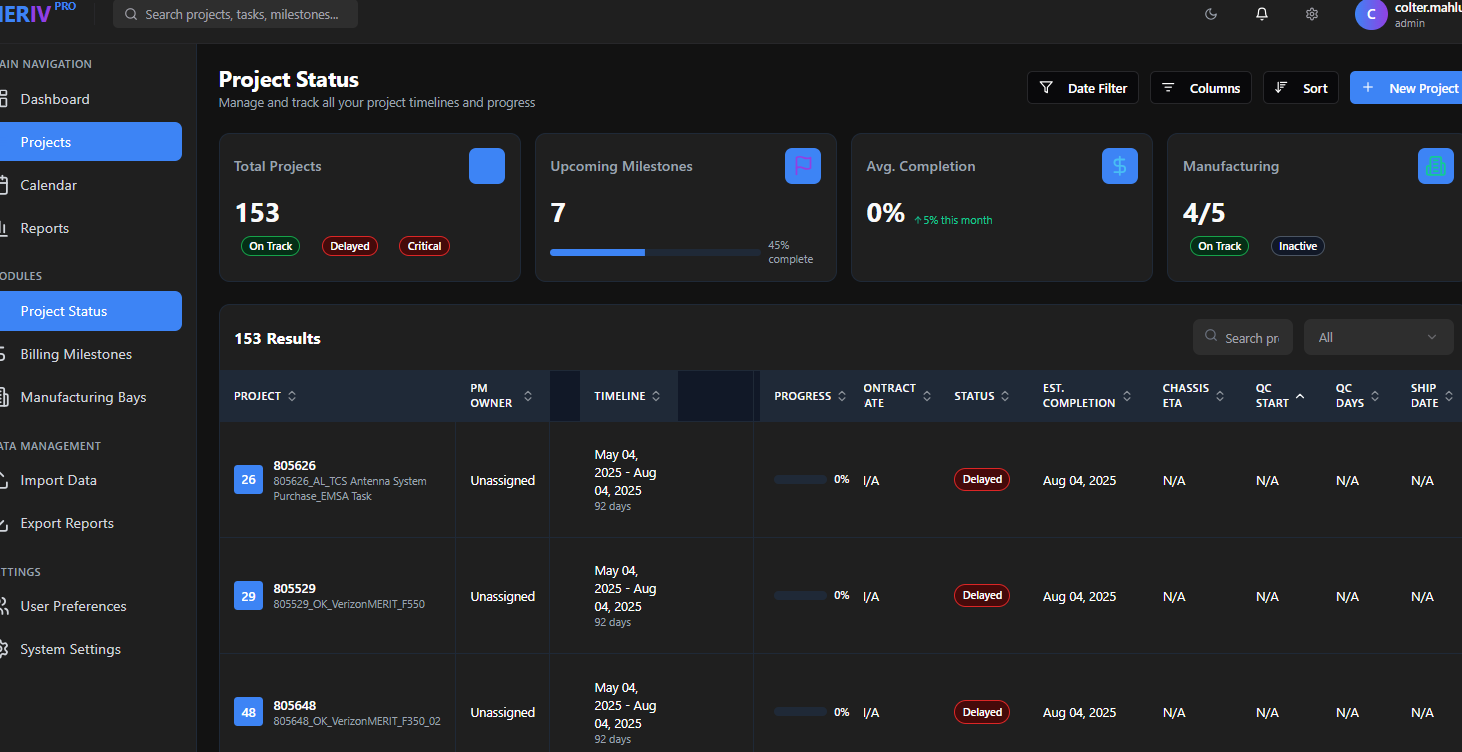 IERIV PRO
Search projects, tasks, milestones...
C
colter.mahlu
admin
AIN NAVIGATION
Dashboard
Projects
Calendar
Reports
ODULES
Project Status
Billing Milestones
Manufacturing Bays
ATA MANAGEMENT
Import Data
Export Reports
TTINGS
User Preferences
System Settings
Project Status
Manage and track all your project timelines and progress
Date Filter
Columns
Sort
+ New Project
Total Projects
153
On Track Delayed Critical
Upcoming Milestones
7
45%
complete
Avg. Completion
$
0% ↑5% this month
Manufacturing
4/5
On Track Inactive
153 Results
Search pr
All
PROJECT
PM
OWNER
TIMELINE
PROGRESS
ONTRACT
ATE
STATUS
EST.
COMPLETION
CHASSIS
ETA
QC
START
QC
DAYS
SHIP
DATE
26
805626
805626_AL_TCS Antenna System
Purchase_EMSA Task
Unassigned
May 04,
2025 - Aug
04, 2025
92 days
0%
I/A
Delayed
Aug 04, 2025
N/A
N/A
N/A
N/A
29
805529
805529_OK_VerizonMERIT_F550
Unassigned
May 04,
2025 - Aug
04, 2025
92 days
0%
I/A
Delayed
Aug 04, 2025
N/A
N/A
N/A
N/A
48
805648
805648_OK_VerizonMERIT_F350_02
Unassigned
May 04,
2025 - Aug
04, 2025
92 days
0%
I/A
Delayed
Aug 04, 2025
N/A
N/A
N/A
N/A